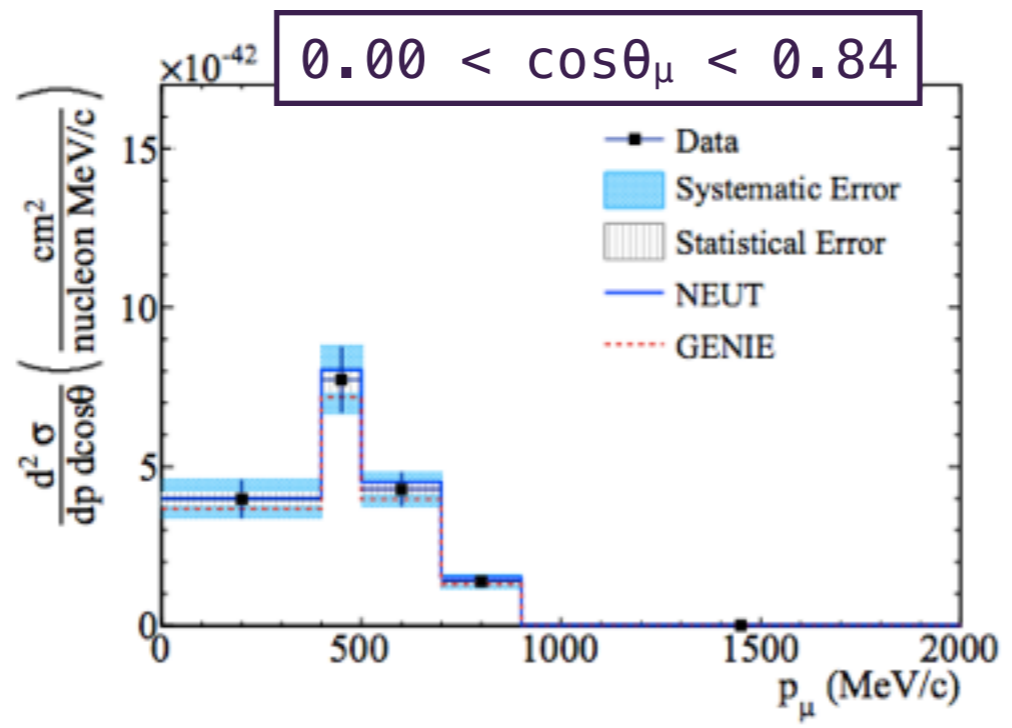 0.00 < cosθμ < 0.84
×10⁻⁴²
d² σ
dp dcosθ
cm²
nucleon MeV/c
15
10
5
0
Data
Systematic Error
Statistical Error
NEUT
GENIE
0 500 1000 1500 2000
pμ (MeV/c)